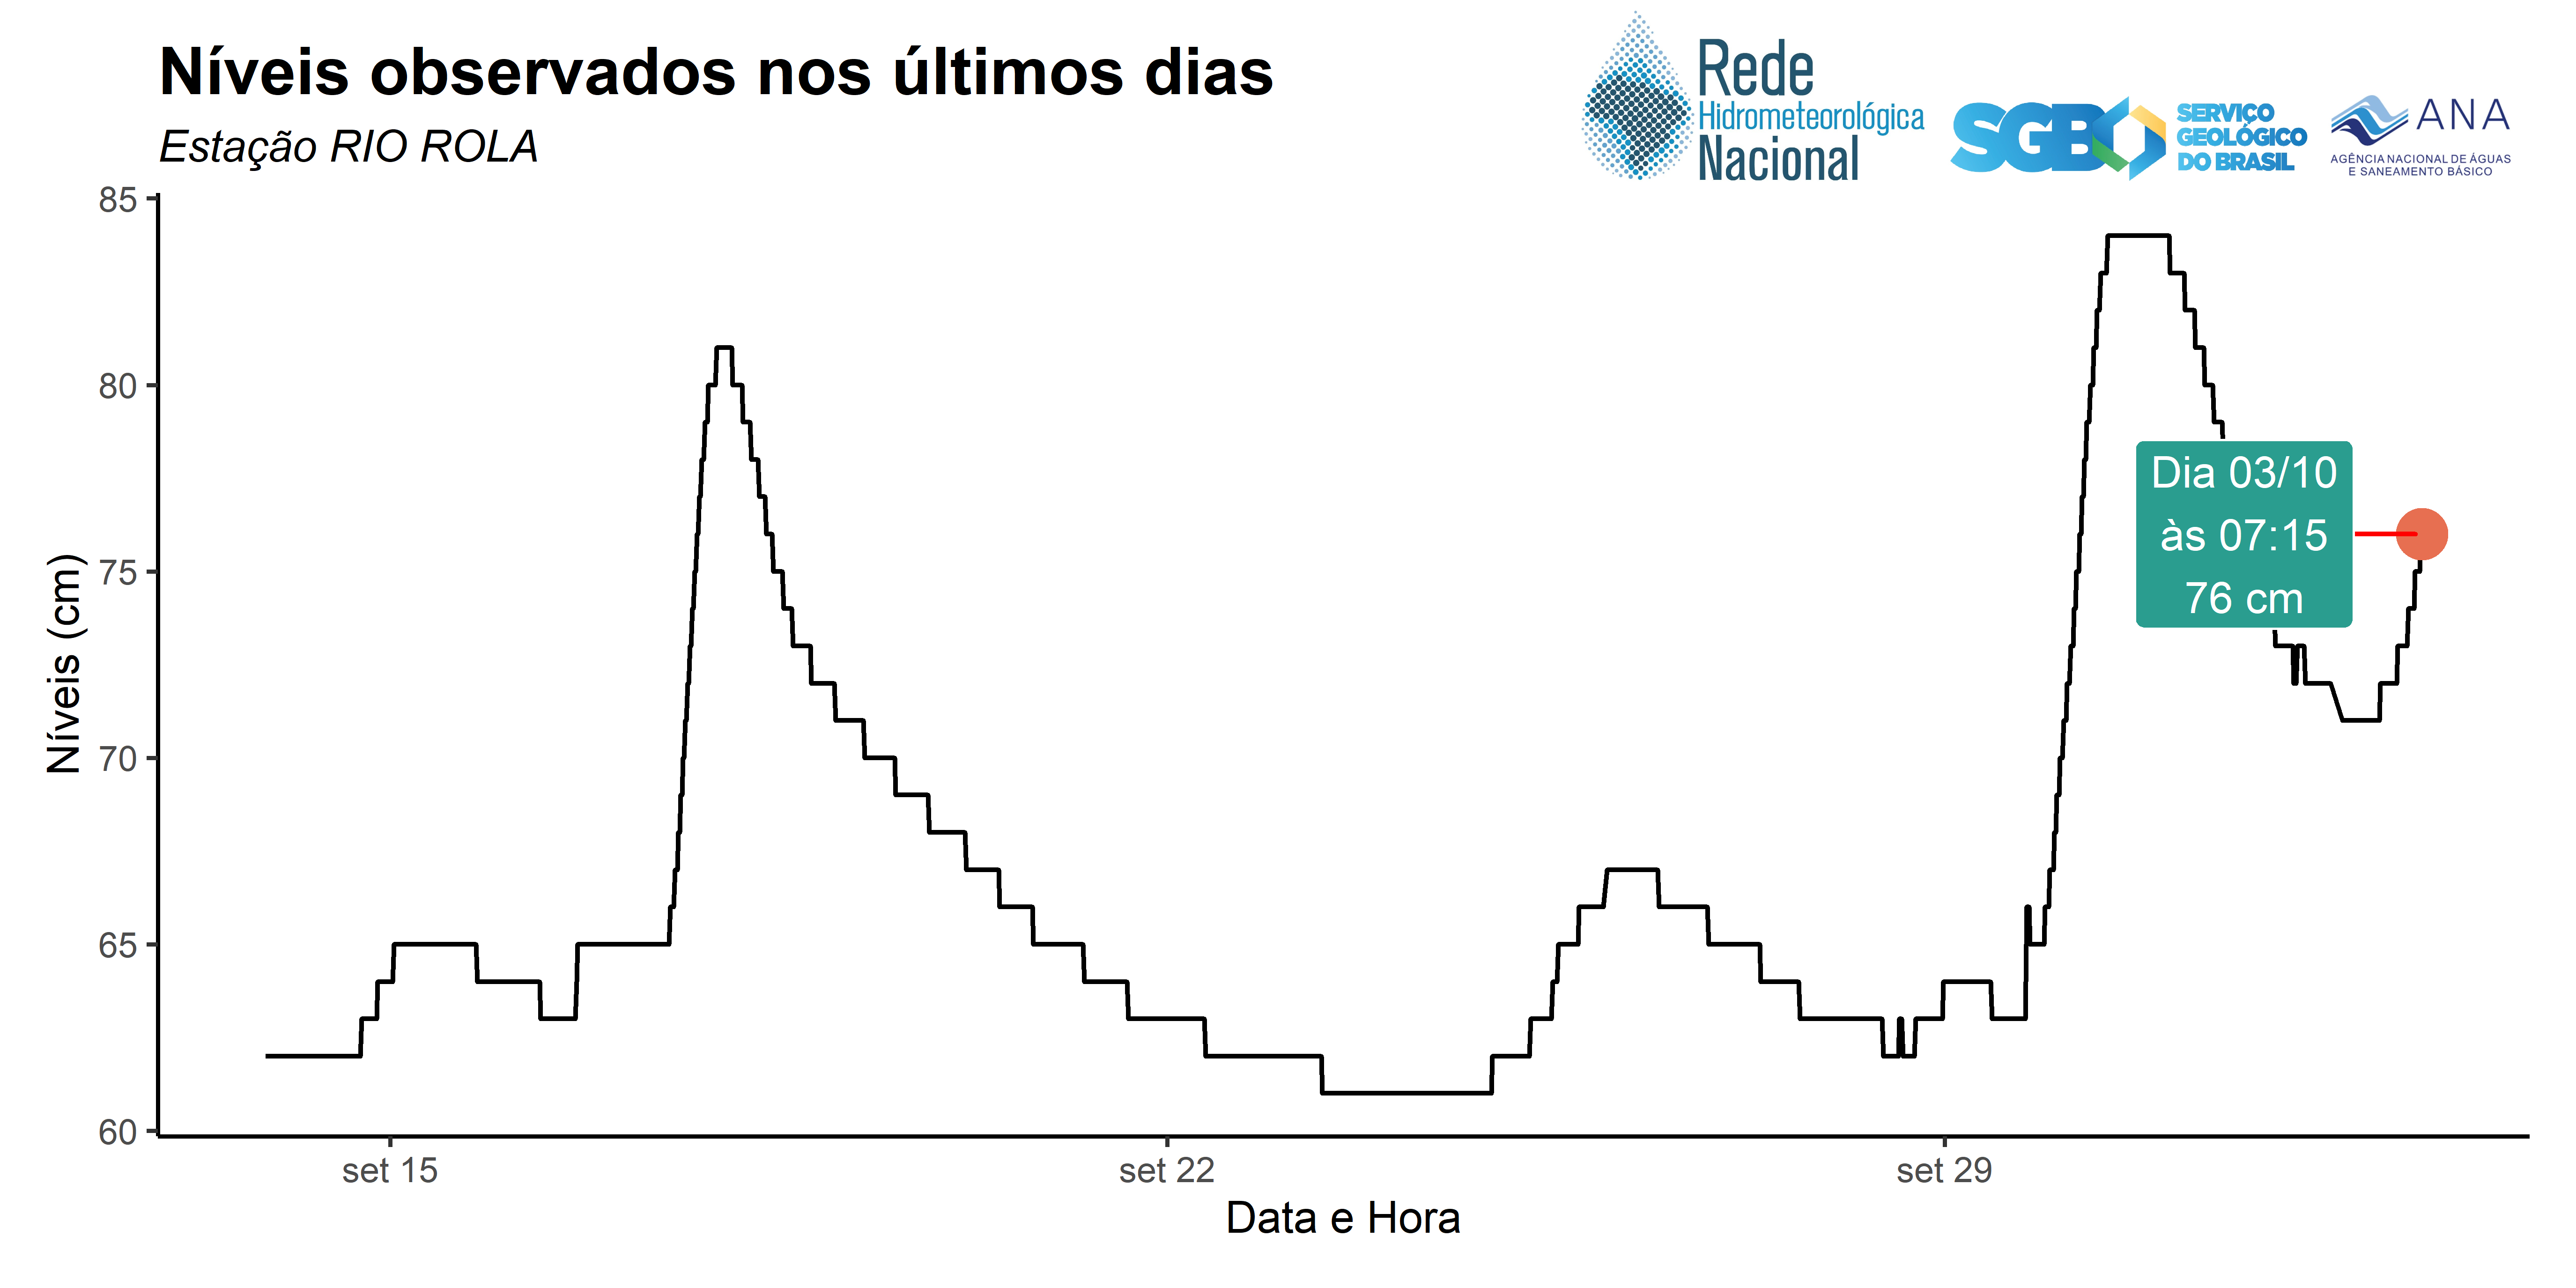 Níveis observados nos últimos dias
Estação RIO ROLA
Rede
Hidrometeorológica
Nacional
SGB
SERVIÇO
GEOLÓGICO
DO BRASIL
ANA
AGÊNCIA NACIONAL DE ÁGUAS
E SANEAMENTO BÁSICO
85
80
75
70
65
60
Níveis (cm)
Dia 03/10
às 07:15
76 cm
set 15
set 22
set 29
Data e Hora